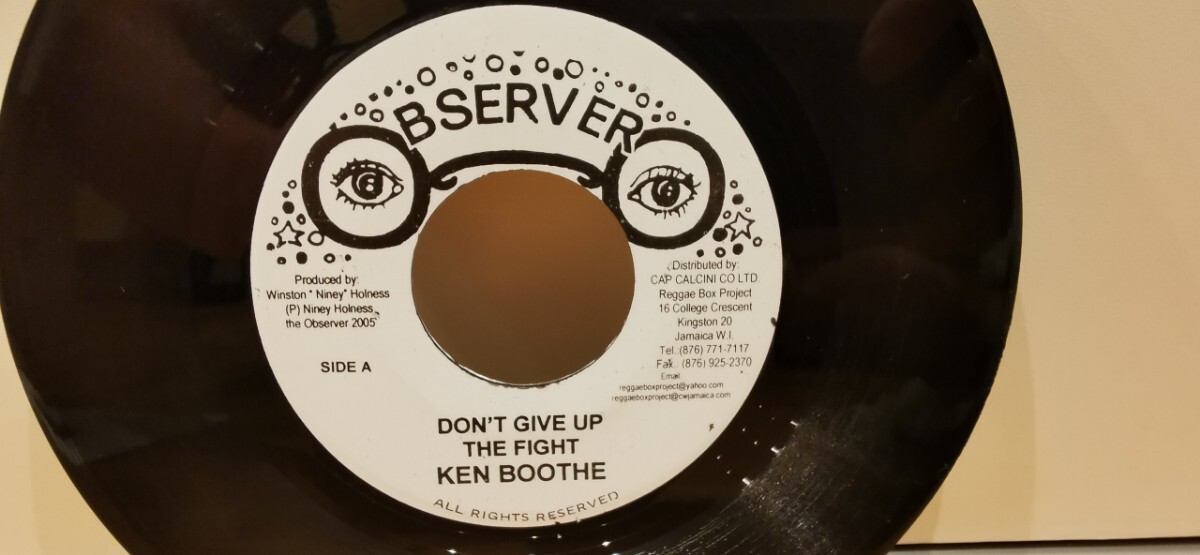 OBSERVER
Produced by:
Winston "Niney" Holness
(P) Niney Holness,
the Observer 2005
SIDE A
Distributed by:
CAP CALCINI CO LTD.
Reggae Box Project
16 College Crescent
Kingston 20
Jamaica W.I.
Tel. (876) 771-7117
Fax. (876) 925-2370
Email
reggaeboxproject@yahoo.com
reggaeboxproject@cwjamaica.com
DON'T GIVE UP
THE FIGHT
KEN BOOTHE
ALL RIGHTS RESERVED